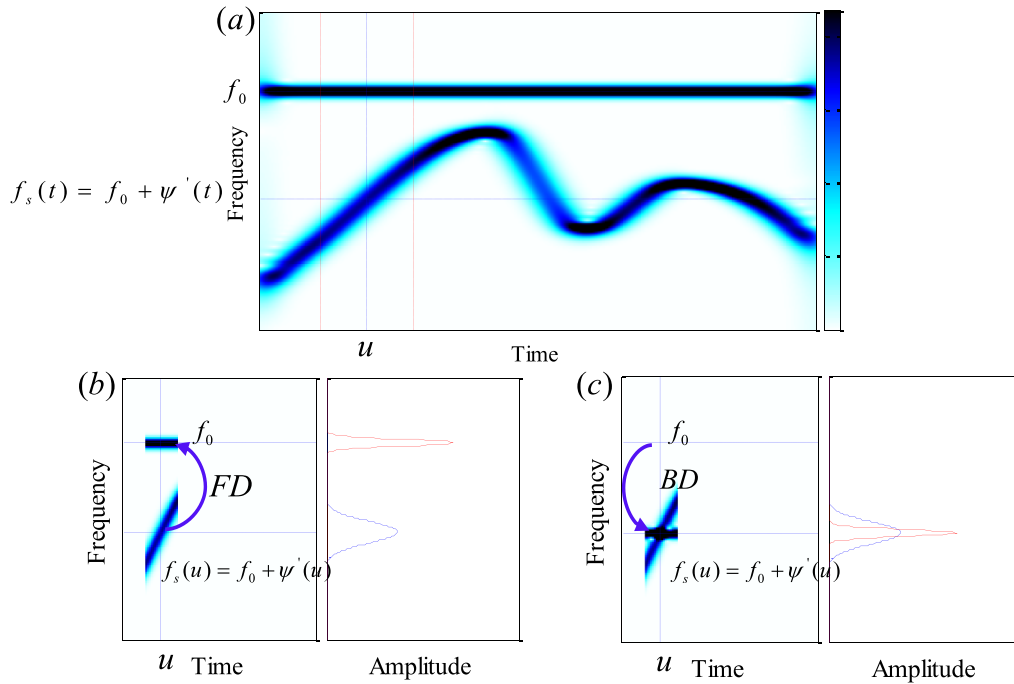 (a)
f₀
Frequency
fₛ(t) = f₀ + ψ'(t)
u
Time
(b)
f₀
FD
Frequency
fₛ(u) = f₀ + ψ'(u)
u
Time
Amplitude
(c)
f₀
BD
Frequency
fₛ(u) = f₀ + ψ'(u)
u
Time
Amplitude